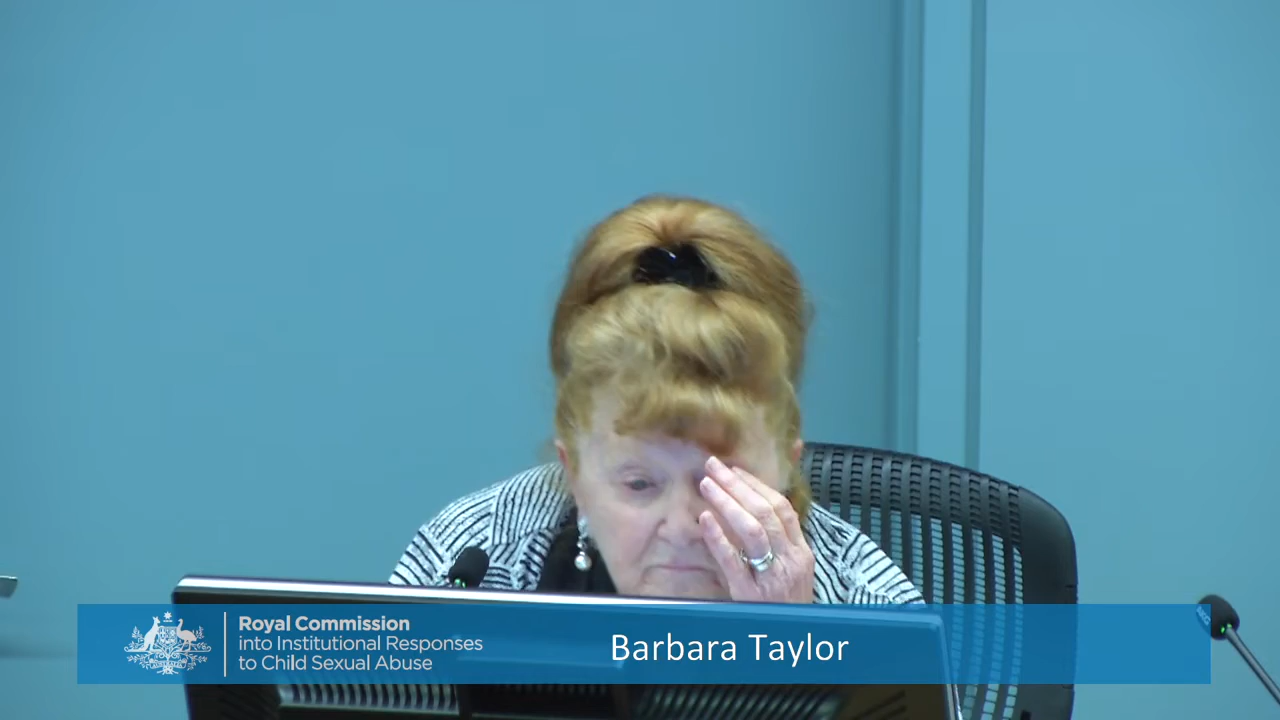 Royal Commission
into Institutional Responses
to Child Sexual Abuse
Barbara Taylor